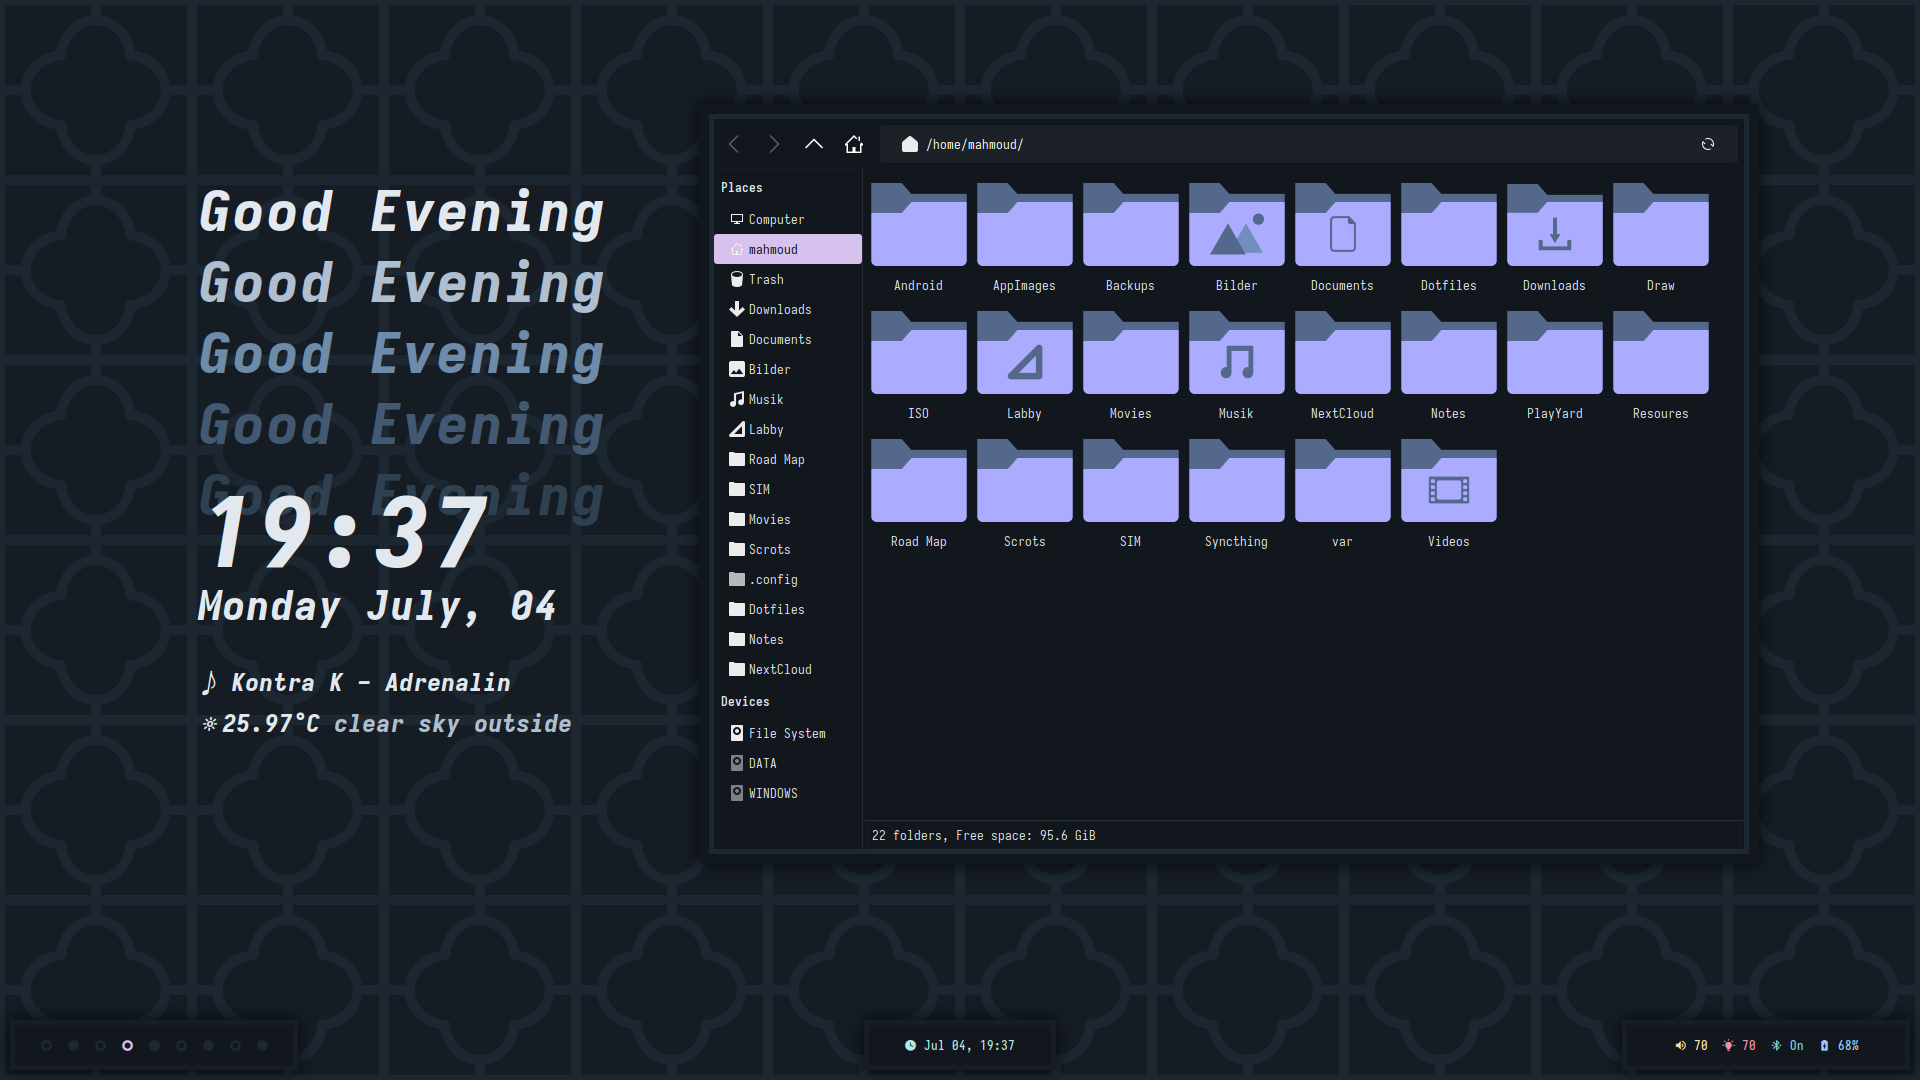 Good Evening
Good Evening
Good Evening
Good Evening
Good Evening
19:37
Monday July, 04
♪ Kontra K - Adrenalin
25.97°C clear sky outside
/home/mahmoud/
Places
Computer
mahmoud
Trash
Downloads
Documents
Bilder
Musik
Labby
Road Map
SIM
Movies
Scrots
.config
Dotfiles
Notes
NextCloud
Devices
File System
DATA
WINDOWS
Android AppImages Backups Bilder Documents Dotfiles Downloads Draw
ISO Labby Movies Musik NextCloud Notes PlayYard Resoures
Road Map Scrots SIM Syncthing var Videos
22 folders, Free space: 95.6 GiB
Jul 04, 19:37
70 70 On 68%